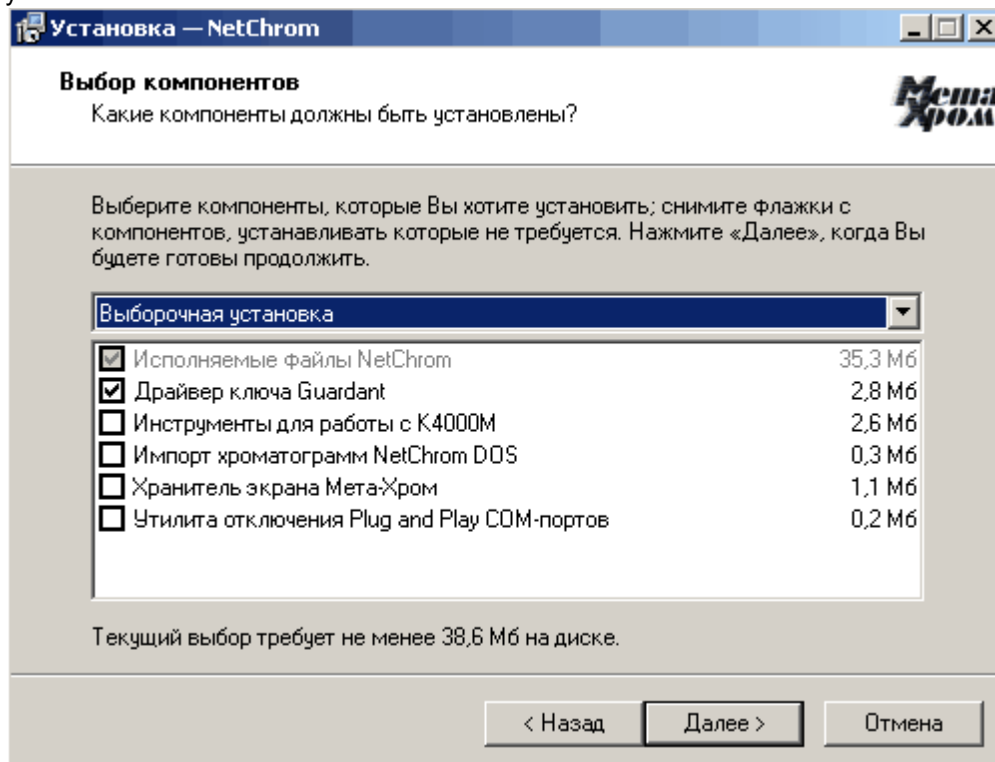 Установка — NetChrom
Выбор компонентов
Какие компоненты должны быть установлены?
Мета
Хром
Выберите компоненты, которые Вы хотите установить; снимите флажки с
компонентов, устанавливать которые не требуется. Нажмите «Далее», когда Вы
будете готовы продолжить.
Выборочная установка
Исполняемые файлы NetChrom 35,3 Мб
Драйвер ключа Guardant 2,8 Мб
Инструменты для работы с K4000M 2,6 Мб
Импорт хроматограмм NetChrom DOS 0,3 Мб
Хранитель экрана Мета-Хром 1,1 Мб
Утилита отключения Plug and Play COM-портов 0,2 Мб
Текущий выбор требует не менее 38,6 Мб на диске.
< Назад Далее > Отмена